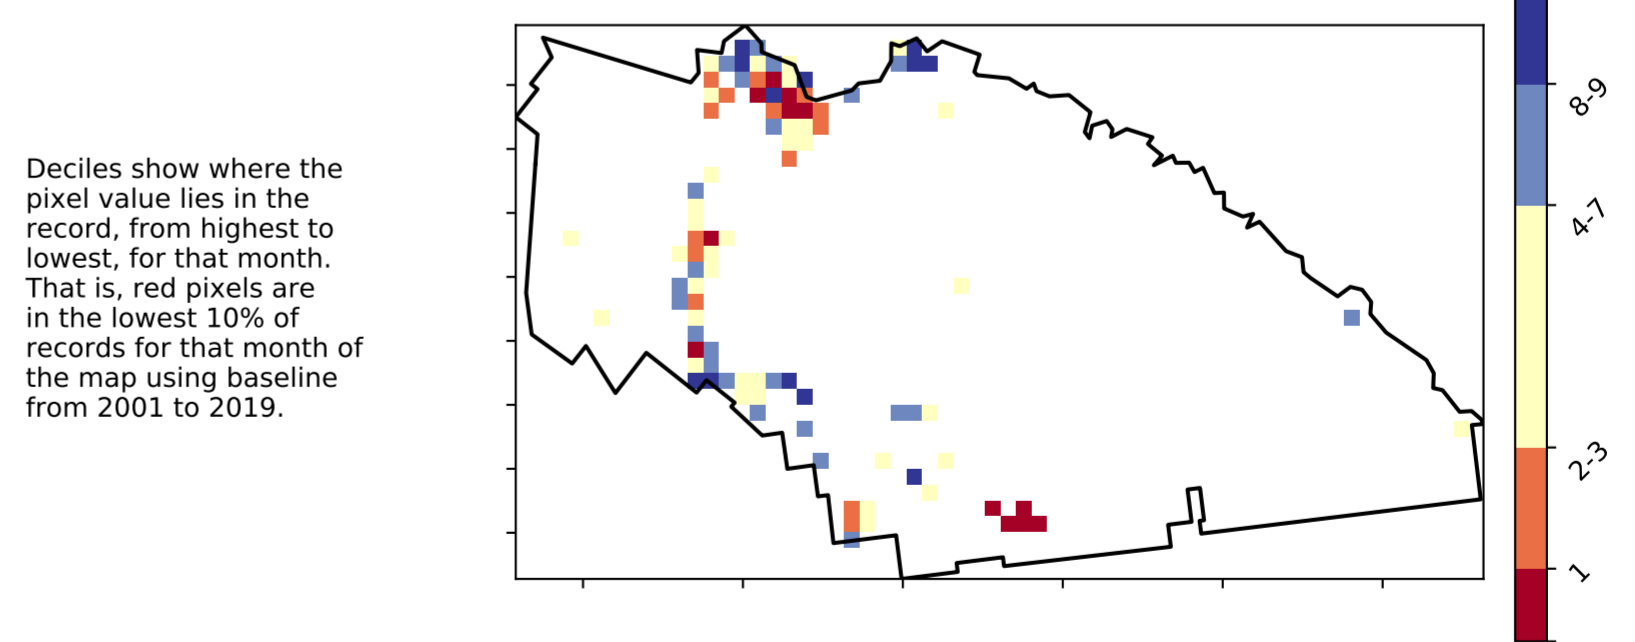 Deciles show where the
pixel value lies in the
record, from highest to
lowest, for that month.
That is, red pixels are
in the lowest 10% of
records for that month of
the map using baseline
from 2001 to 2019.
8-9
4-7
2-3
1